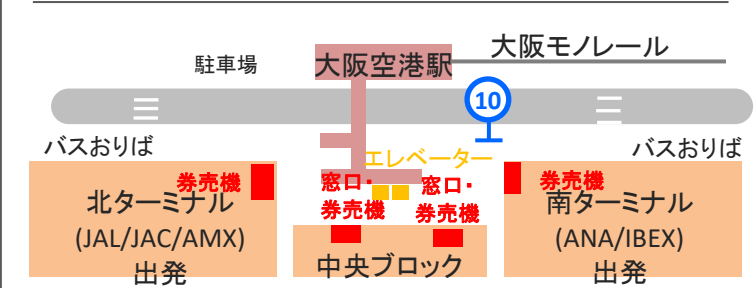 大阪モノレール
駐車場
大阪空港駅
10
バスおりば
バスおりば
エレベーター
券売機
窓口・
券売機
窓口・
券売機
券売機
北ターミナル
(JAL/JAC/AMX)
出発
中央ブロック
南ターミナル
(ANA/IBEX)
出発